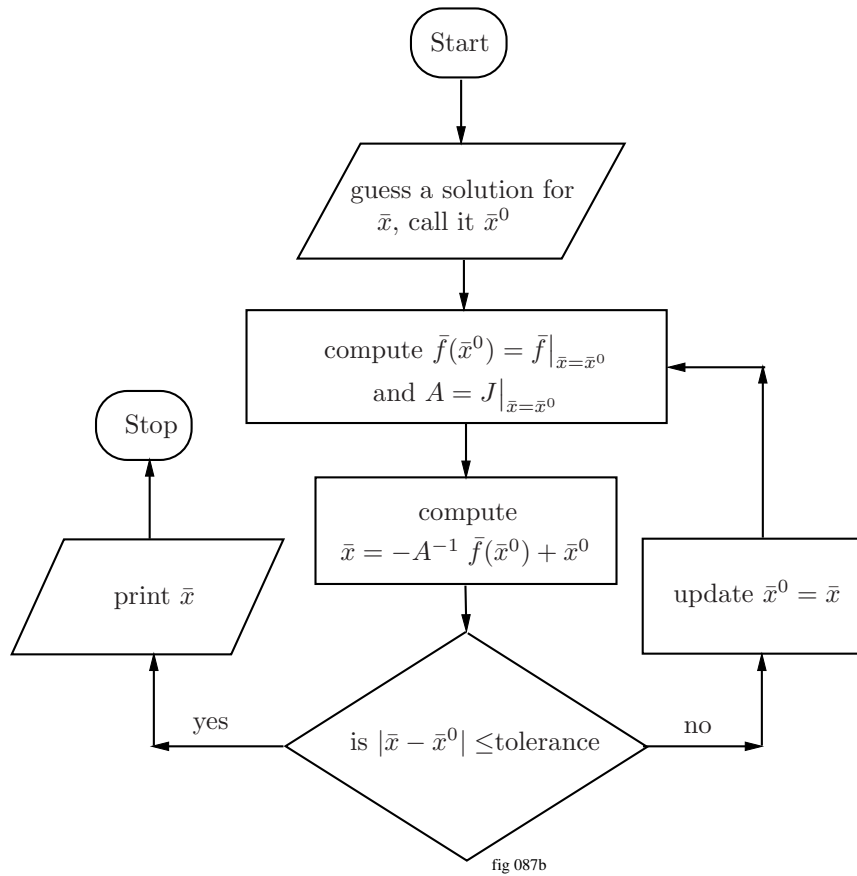 Start
guess a solution for
x̄, call it x̄⁰
compute f̄(x̄⁰) = f̄|ₓ̄₌ₓ̄⁰
and A = J|ₓ̄₌ₓ̄⁰
compute
x̄ = −A⁻¹ f̄(x̄⁰) + x̄⁰
is |x̄ − x̄⁰| ≤tolerance
yes
no
print x̄
Stop
update x̄⁰ = x̄
fig 087b